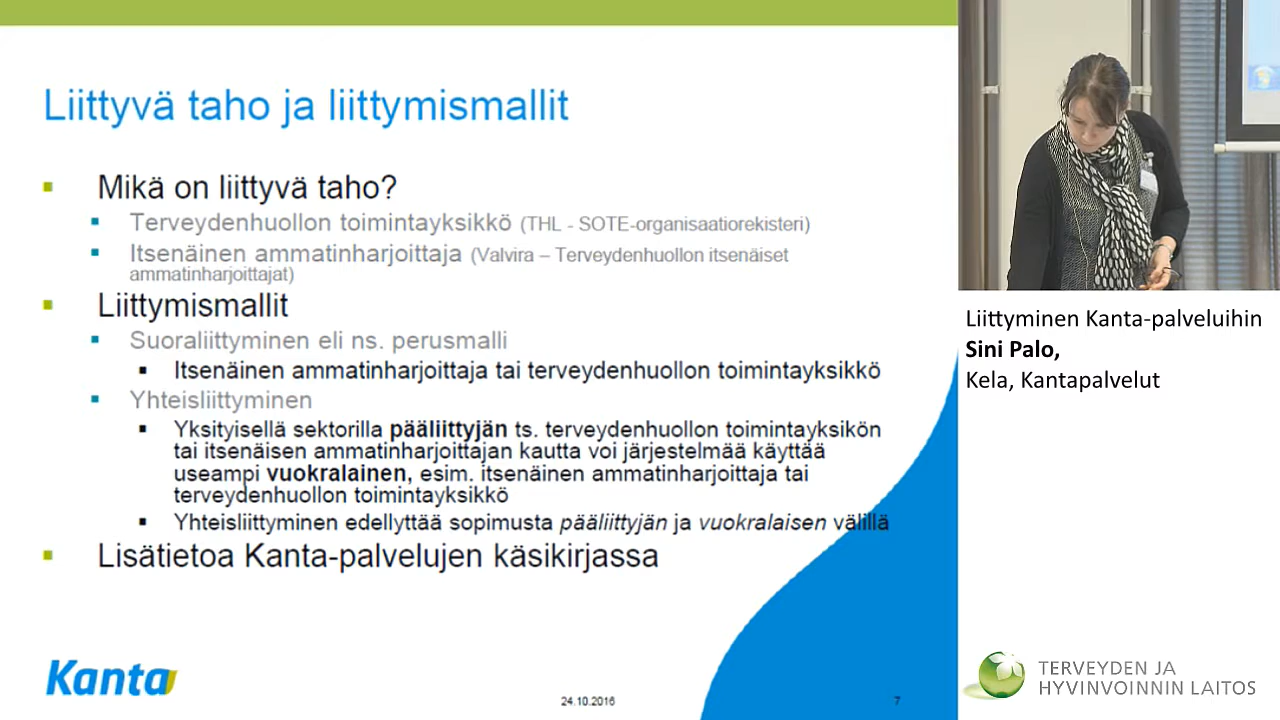 Liittyvä taho ja liittymismallit
Mikä on liittyvä taho?
Terveydenhuollon toimintayksikkö (THL - SOTE-organisaatiorekisteri)
Itsenäinen ammatinharjoittaja (Valvira – Terveydenhuollon itsenäiset
ammatinharjoittajat)
Liittymismallit
Suoraliittyminen eli ns. perusmalli
Itsenäinen ammatinharjoittaja tai terveydenhuollon toimintayksikkö
Yhteisliittyminen
Yksityisellä sektorilla pääliittyjän ts. terveydenhuollon toimintayksikön
tai itsenäisen ammatinharjoittajan kautta voi järjestelmää käyttää
useampi vuokralainen, esim. itsenäinen ammatinharjoittaja tai
terveydenhuollon toimintayksikkö
Yhteisliittyminen edellyttää sopimusta pääliittyjän ja vuokralaisen välillä
Lisätietoa Kanta-palvelujen käsikirjassa
Kanta
24.10.2016
7
Liittyminen Kanta-palveluihin
Sini Palo,
Kela, Kantapalvelut
TERVEYDEN JA
HYVINVOINNIN LAITOS